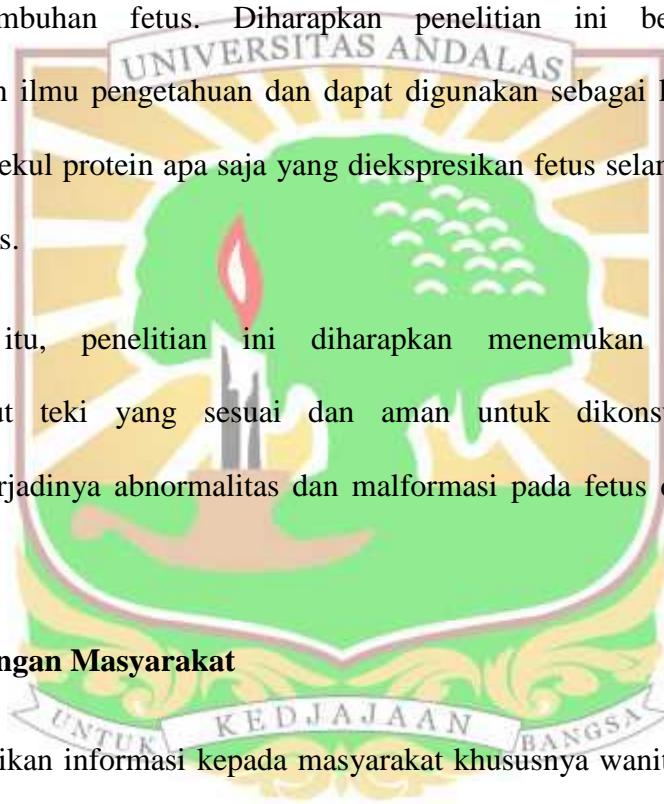 mbuhan fetus. Diharapkan penelitian ini be
UNIVERSITAS ANDALAS
ilmu pengetahuan dan dapat digunakan sebagai
ekul protein apa saja yang diekspresikan fetus selar
s.
itu, penelitian ini diharapkan menemukan
ut teki yang sesuai dan aman untuk dikons
rjadinya abnormalitas dan malformasi pada fetus
ngan Masyarakat
UNTUK KEDJAJAAN BANGSA
ikan informasi kepada masyarakat khususnya wanit